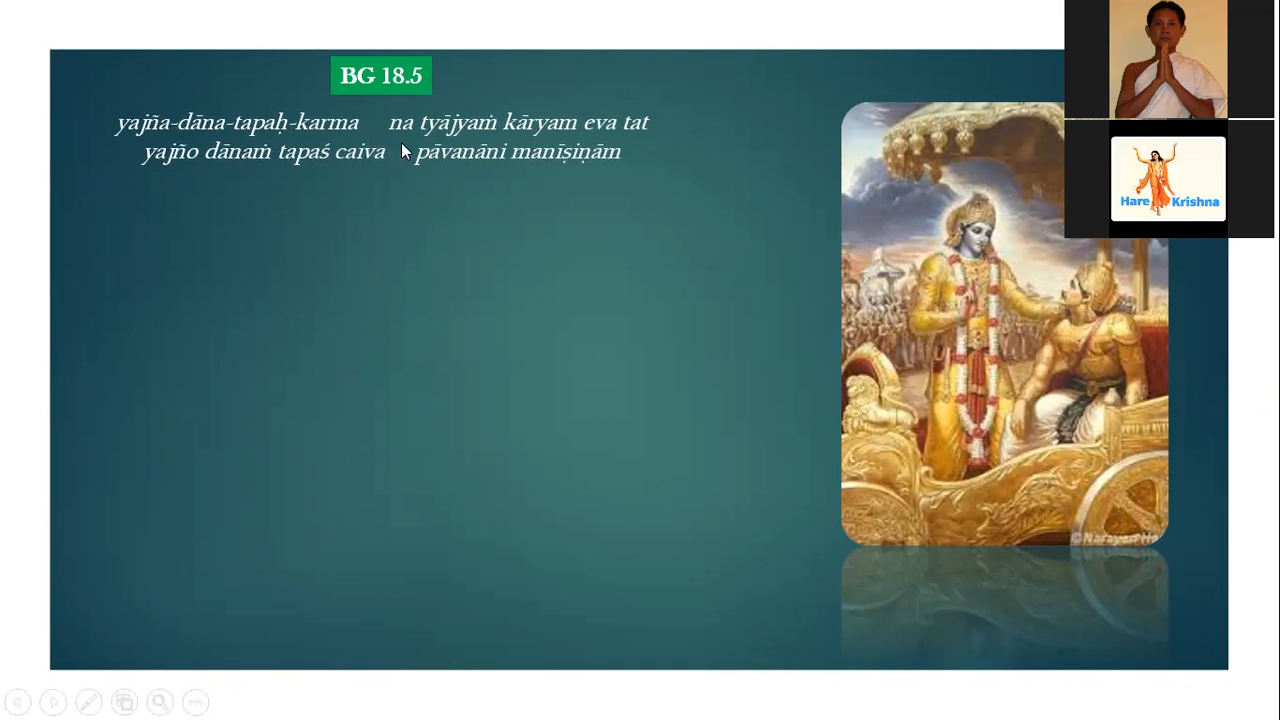 BG 18.5
yajña-dāna-tapaḥ-karma na tyājyaṁ kāryam eva tat
yajño dānaṁ tapaś caiva pāvanāni manīṣiṇām
Hare Krishna